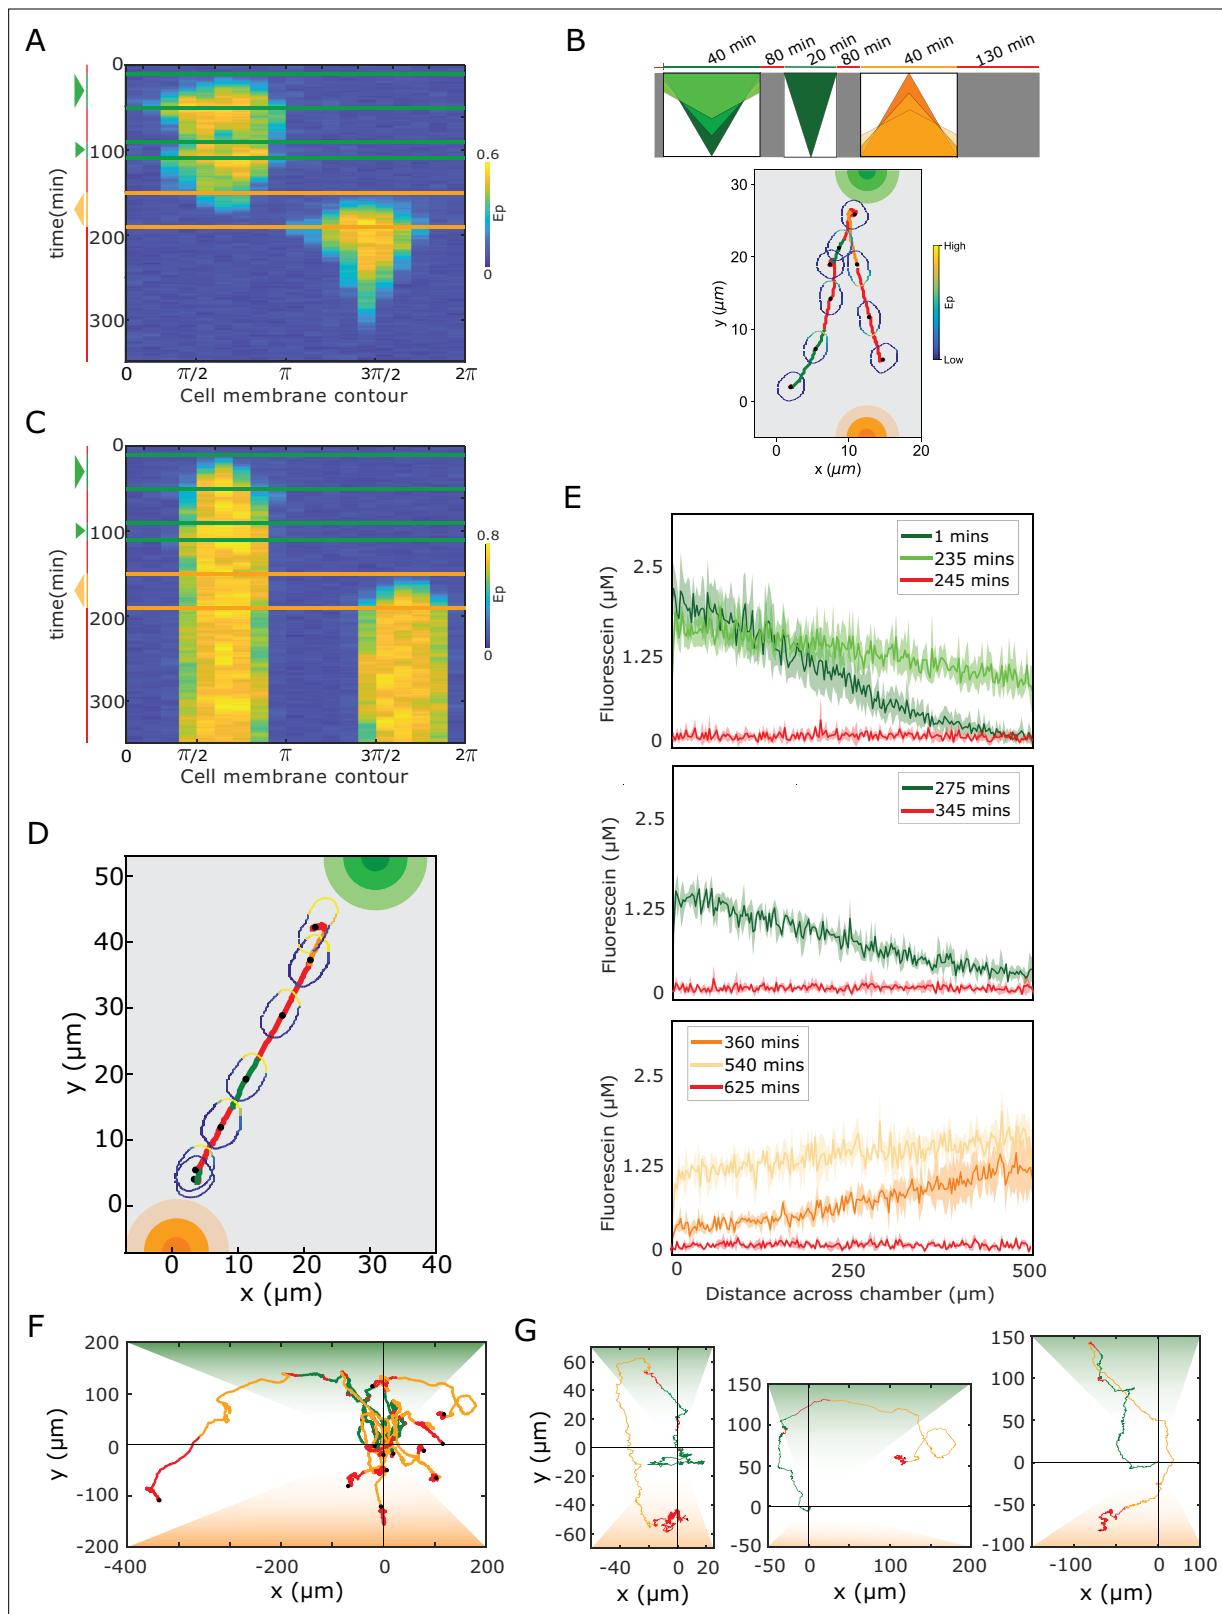 A
0
100
200
300
time(min)
0
π/2
π
3π/2
2π
Cell membrane contour
0.6
Ep
0
B
40 min
80 min
20 min
80 min
40 min
130 min
30
20
10
0
y (μm)
0
10
20
x (μm)
High
Ep
Low
C
0
100
200
300
time(min)
0
π/2
π
3π/2
2π
Cell membrane contour
0.8
Ep
0
D
50
40
30
20
10
0
y (μm)
0
10
20
30
40
x (μm)
E
2.5
1.25
0
Fluorescein (μM)
1 mins
235 mins
245 mins
2.5
1.25
0
Fluorescein (μM)
275 mins
345 mins
2.5
1.25
0
Fluorescein (μM)
360 mins
540 mins
625 mins
0
250
500
Distance across chamber (μm)
F
200
100
0
-100
-200
y (μm)
-400
-200
0
200
x (μm)
G
60
40
20
0
-20
-40
-60
y (μm)
-40
-20
0
20
x (μm)
150
100
50
0
-50
-50
0
50
100
150
200
x (μm)
150
100
50
0
-50
-100
-100
0
100
x (μm)